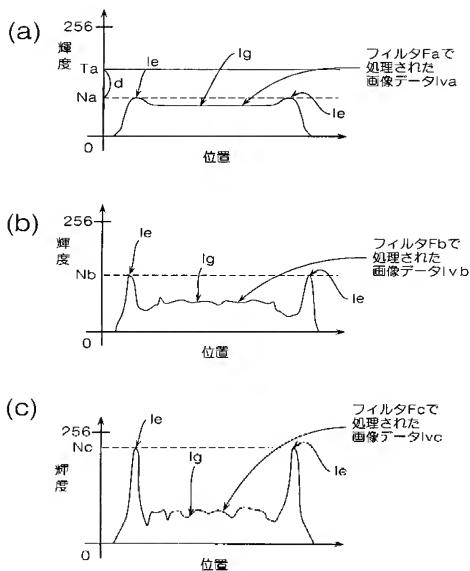 (a)
256
輝度
Ta
d
Na
0
Ie
Ig
フィルタFaで
処理された
画像データIva
Ie
位置
(b)
256
輝度
Nb
0
Ie
Ig
フィルタFbで
処理された
画像データIvb
Ie
位置
(c)
256
Nc
輝度
0
Ie
Ig
フィルタFcで
処理された
画像データIvc
Ie
位置